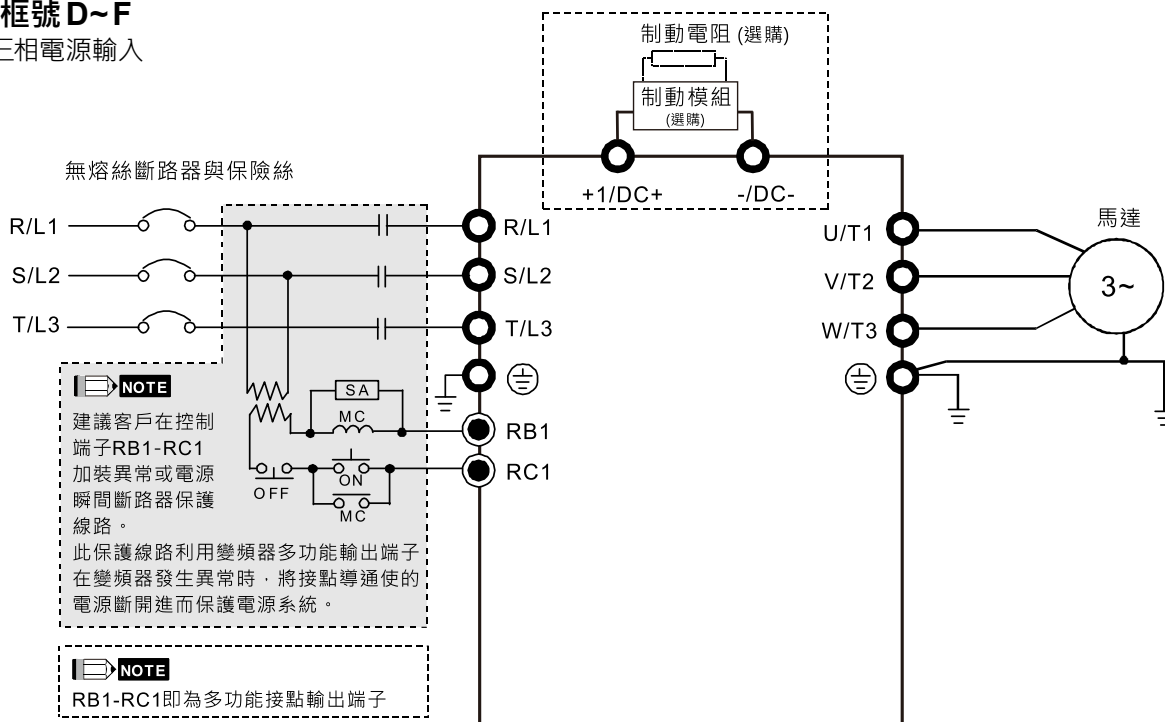 框號D~F
三相電源輸入
制動電阻 (選購)
制動模組
(選購)
無熔絲斷路器與保險絲
+1/DC+
-/DC-
R/L1
R/L1
U/T1
馬達
S/L2
S/L2
V/T2
3~
T/L3
T/L3
W/T3
NOTE
建議客戶在控制
端子RB1-RC1
加裝異常或電源
瞬間斷路器保護
線路。
此保護線路利用變頻器多功能輸出端子
在變頻器發生異常時，將接點導通使的
電源斷開進而保護電源系統。
SA
MC
RB1
ON
OFF
MC
RC1
NOTE
RB1-RC1即為多功能接點輸出端子